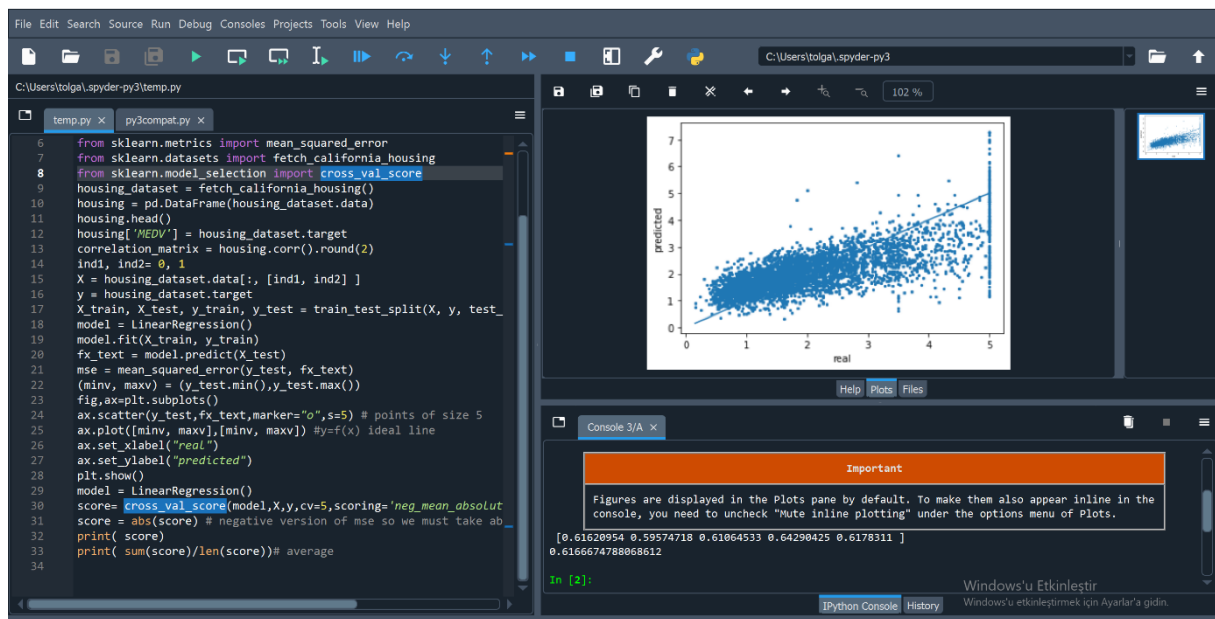 File Edit Search Source Run Debug Consoles Projects Tools View Help
C:\Users\tolga\.spyder-py3
C:\Users\tolga\.spyder-py3\temp.py
temp.py
py3compat.py
6 from sklearn.metrics import mean_squared_error
7 from sklearn.datasets import fetch_california_housing
8 from sklearn.model_selection import cross_val_score
9 housing_dataset = fetch_california_housing()
10 housing = pd.DataFrame(housing_dataset.data)
11 housing.head()
12 housing['MEDV'] = housing_dataset.target
13 correlation_matrix = housing.corr().round(2)
14 ind1, ind2= 0, 1
15 X = housing_dataset.data[:, [ind1, ind2] ]
16 y = housing_dataset.target
17 X_train, X_test, y_train, y_test = train_test_split(X, y, test_
18 model = LinearRegression()
19 model.fit(X_train, y_train)
20 fx_text = model.predict(X_test)
21 mse = mean_squared_error(y_test, fx_text)
22 (minv, maxv) = (y_test.min(),y_test.max())
23 fig,ax=plt.subplots()
24 ax.scatter(y_test,fx_text,marker="o",s=5) # points of size 5
25 ax.plot([minv, maxv],[minv, maxv]) #y=f(x) ideal line
26 ax.set_xlabel("real")
27 ax.set_ylabel("predicted")
28 plt.show()
29 model = LinearRegression()
30 score= cross_val_score(model,X,y,cv=5,scoring='neg_mean_absolut
31 score = abs(score) # negative version of mse so we must take ab
32 print( score)
33 print( sum(score)/len(score))# average
34
102 %
7
6
5
4
3
2
1
0
predicted
0 1 2 3 4 5
real
Help Plots Files
Console 3/A
Important
Figures are displayed in the Plots pane by default. To make them also appear inline in the
console, you need to uncheck "Mute inline plotting" under the options menu of Plots.
[0.61620954 0.59574718 0.61064533 0.64290425 0.6178311 ]
0.6166674788068612
In [2]:
Windows'u Etkinleştir
Windows'u etkinleştirmek için Ayarlar'a gidin.
IPython Console History